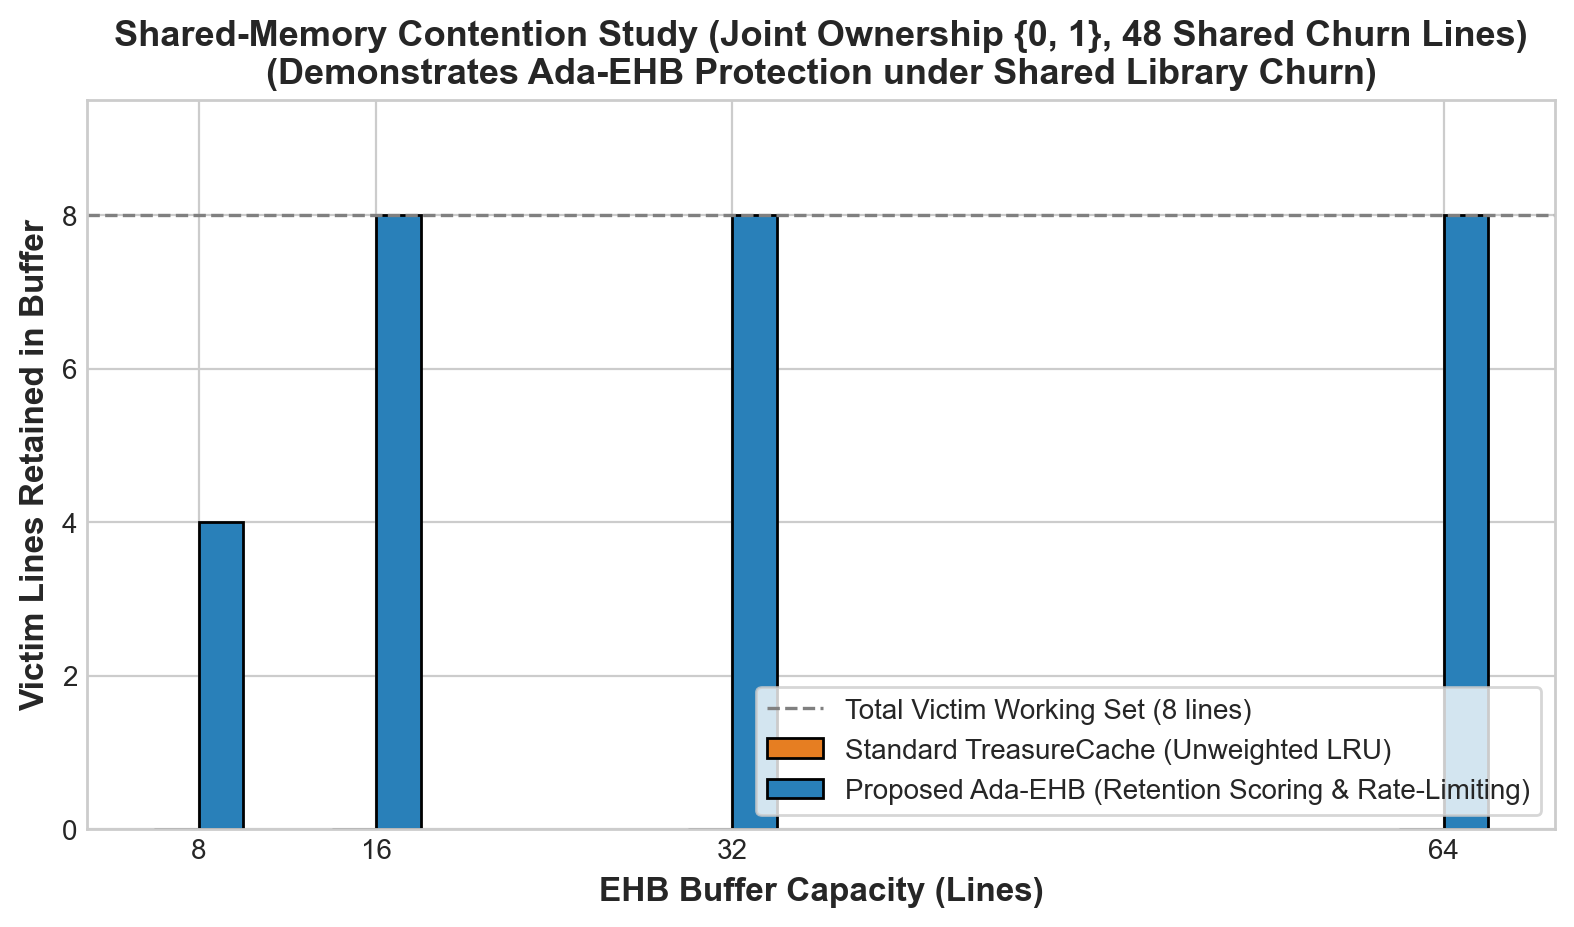 Shared-Memory Contention Study (Joint Ownership {0, 1}, 48 Shared Churn Lines)
(Demonstrates Ada-EHB Protection under Shared Library Churn)
Victim Lines Retained in Buffer
8
6
4
2
0
Total Victim Working Set (8 lines)
Standard TreasureCache (Unweighted LRU)
Proposed Ada-EHB (Retention Scoring & Rate-Limiting)
8 16 32 64
EHB Buffer Capacity (Lines)